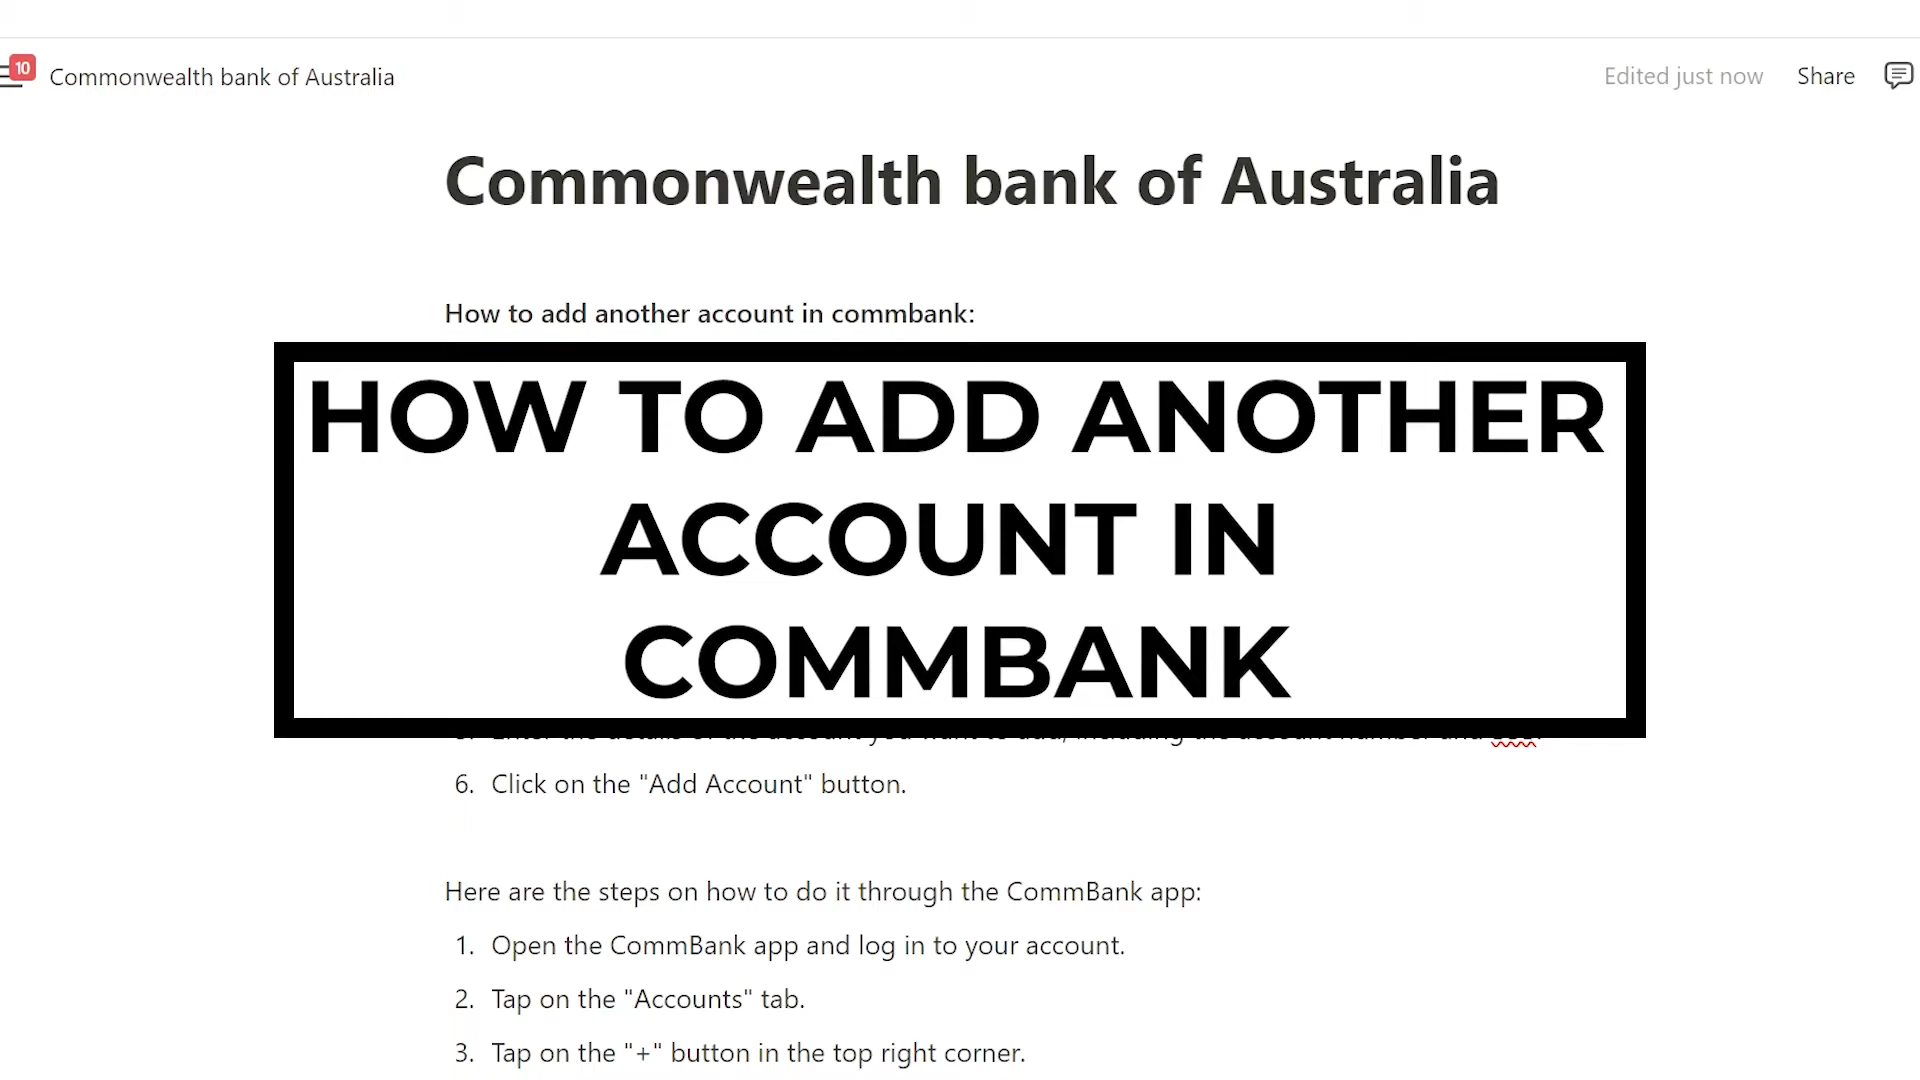 10
Commonwealth bank of Australia
Edited just now
Share
Commonwealth bank of Australia
How to add another account in commbank:
HOW TO ADD ANOTHER
ACCOUNT IN
COMMBANK
6. Click on the "Add Account" button.
Here are the steps on how to do it through the CommBank app:
1. Open the CommBank app and log in to your account.
2. Tap on the "Accounts" tab.
3. Tap on the "+" button in the top right corner.